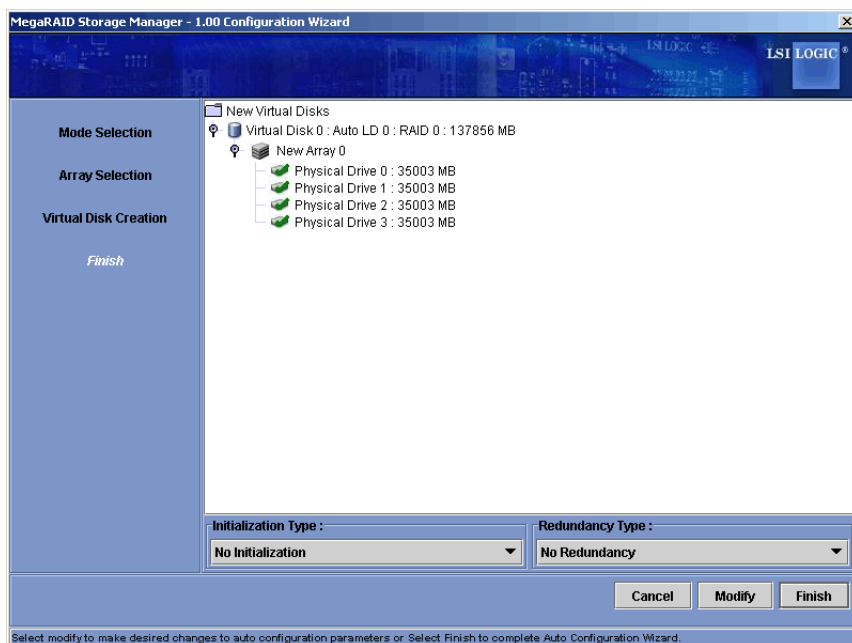 MegaRAID Storage Manager - 1.00 Configuration Wizard
LSI LOGIC
LSI LOGIC ®
Mode Selection
Array Selection
Virtual Disk Creation
Finish
New Virtual Disks
Virtual Disk 0 : Auto LD 0 : RAID 0 : 137856 MB
New Array 0
Physical Drive 0 : 35003 MB
Physical Drive 1 : 35003 MB
Physical Drive 2 : 35003 MB
Physical Drive 3 : 35003 MB
Initialization Type :
No Initialization
Redundancy Type :
No Redundancy
Cancel
Modify
Finish
Select modify to make desired changes to auto configuration parameters or Select Finish to complete Auto Configuration Wizard.